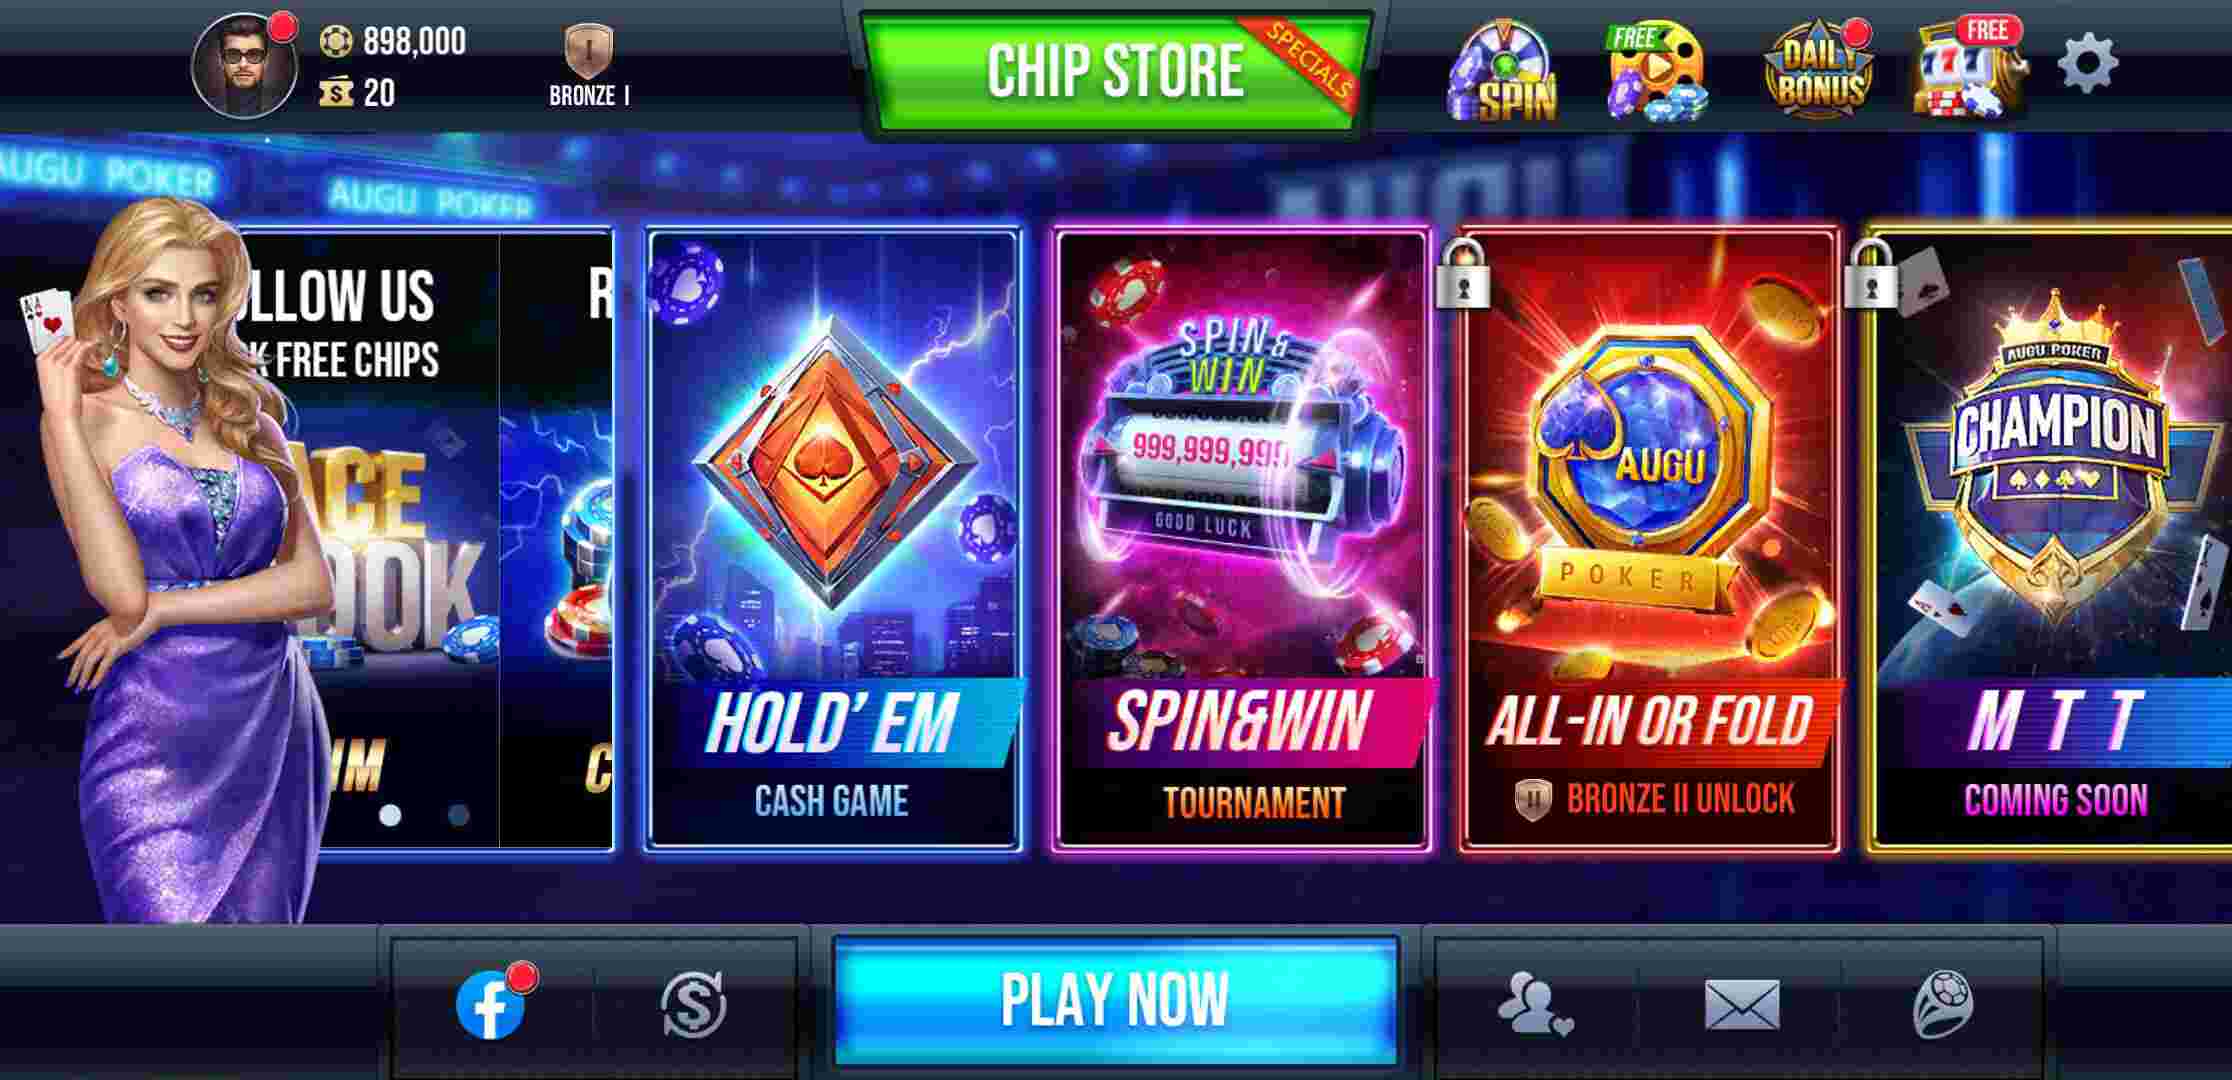 898,000
20
BRONZE I
CHIP STORE
SPECIALS
SPIN
FREE
DAILY
BONUS
FREE
AUGU POKER
AUGU POKER
AUGU
LLOW US
K FREE CHIPS
ACE
OOK
IM
R
C
HOLD' EM
CASH GAME
SPIN&
WIN
999,999,999
GOOD LUCK
SPIN&WIN
TOURNAMENT
AUGU
POKER
ALL-IN OR FOLD
II BRONZE II UNLOCK
AUGU POKER
CHAMPION
M T T
COMING SOON
PLAY NOW